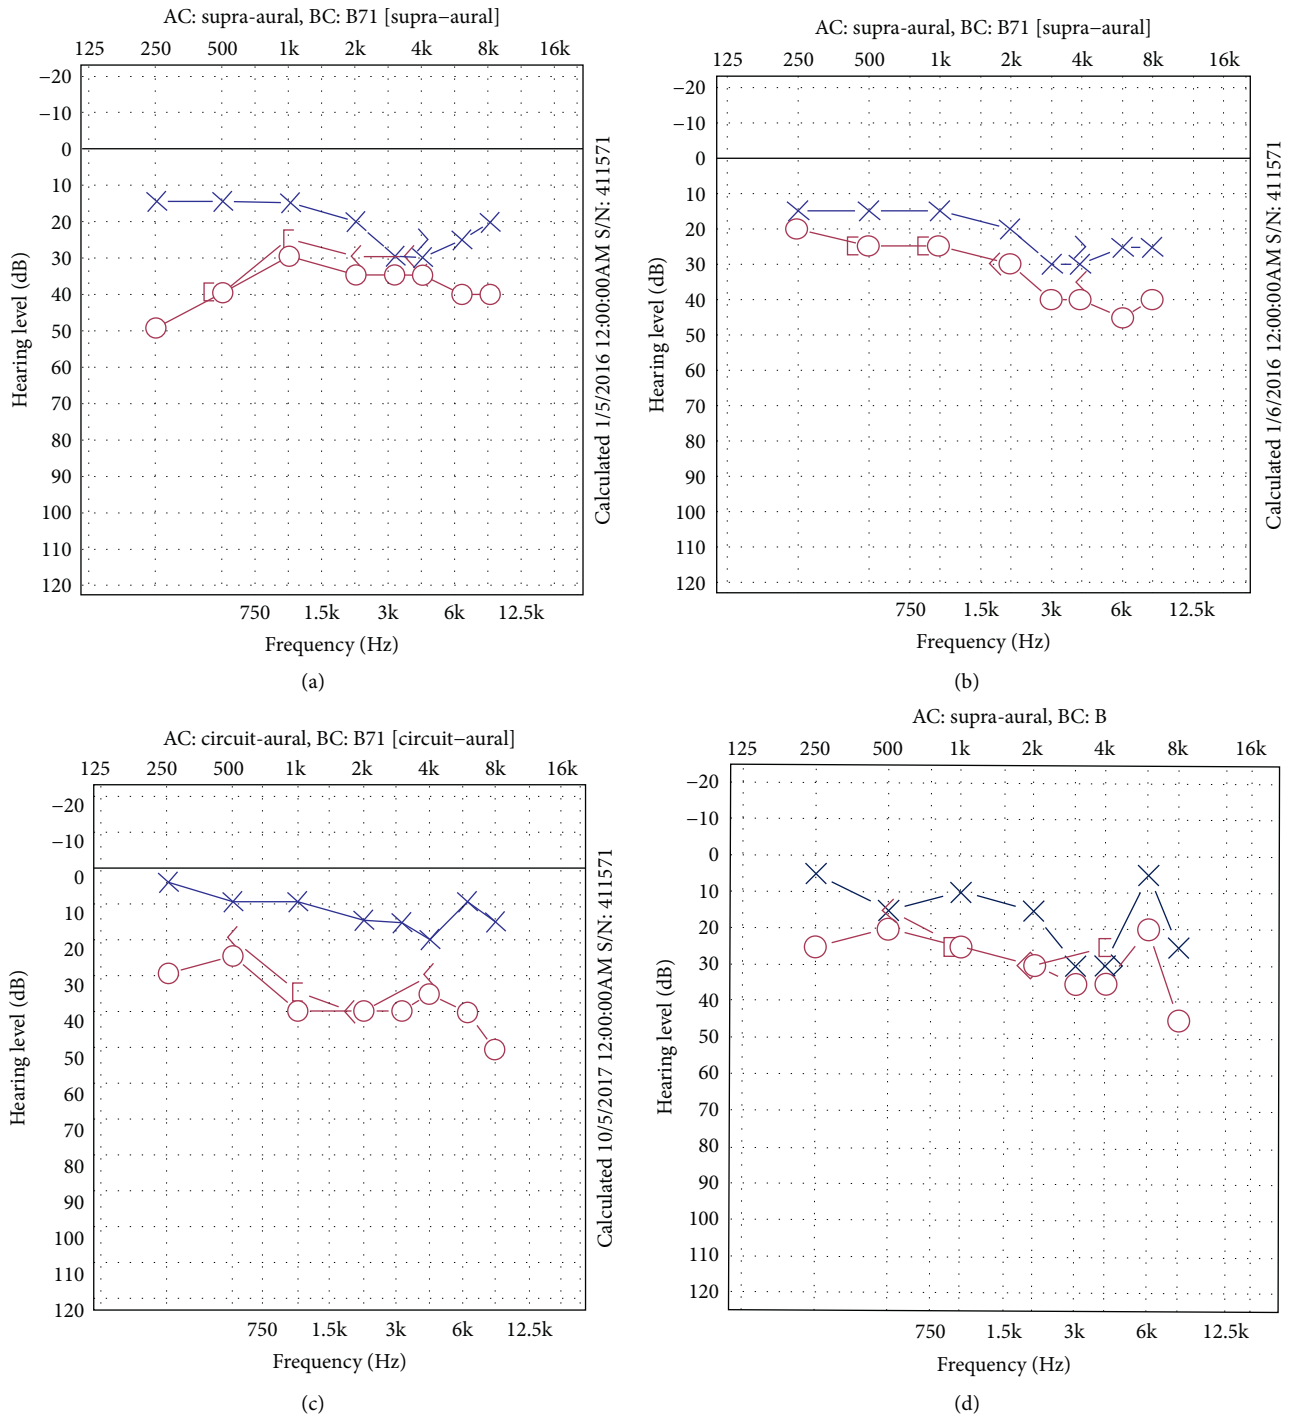 AC: supra-aural, BC: B71 [supra−aural]
125 250 500 1k 2k 4k 8k 16k
−20
−10
0
10
20
30
40
50
60
70
80
90
100
110
120
750 1.5k 3k 6k 12.5k
Frequency (Hz)
Hearing level (dB)
Calculated 1/5/2016 12:00:00AM S/N: 411571
(a)
AC: supra-aural, BC: B71 [supra−aural]
125 250 500 1k 2k 4k 8k 16k
−20
−10
0
10
20
30
40
50
60
70
80
90
100
110
120
750 1.5k 3k 6k 12.5k
Frequency (Hz)
Hearing level (dB)
Calculated 1/6/2016 12:00:00AM S/N: 411571
(b)
AC: circuit-aural, BC: B71 [circuit−aural]
125 250 500 1k 2k 4k 8k 16k
−20
−10
0
10
20
30
40
50
60
70
80
90
100
110
120
750 1.5k 3k 6k 12.5k
Frequency (Hz)
Hearing level (dB)
Calculated 10/5/2017 12:00:00AM S/N: 411571
(c)
AC: supra-aural, BC: B
125 250 500 1k 2k 4k 8k 16k
−20
−10
0
10
20
30
40
50
60
70
80
90
100
110
120
750 1.5k 3k 6k 12.5k
Frequency (Hz)
Hearing level (dB)
(d)